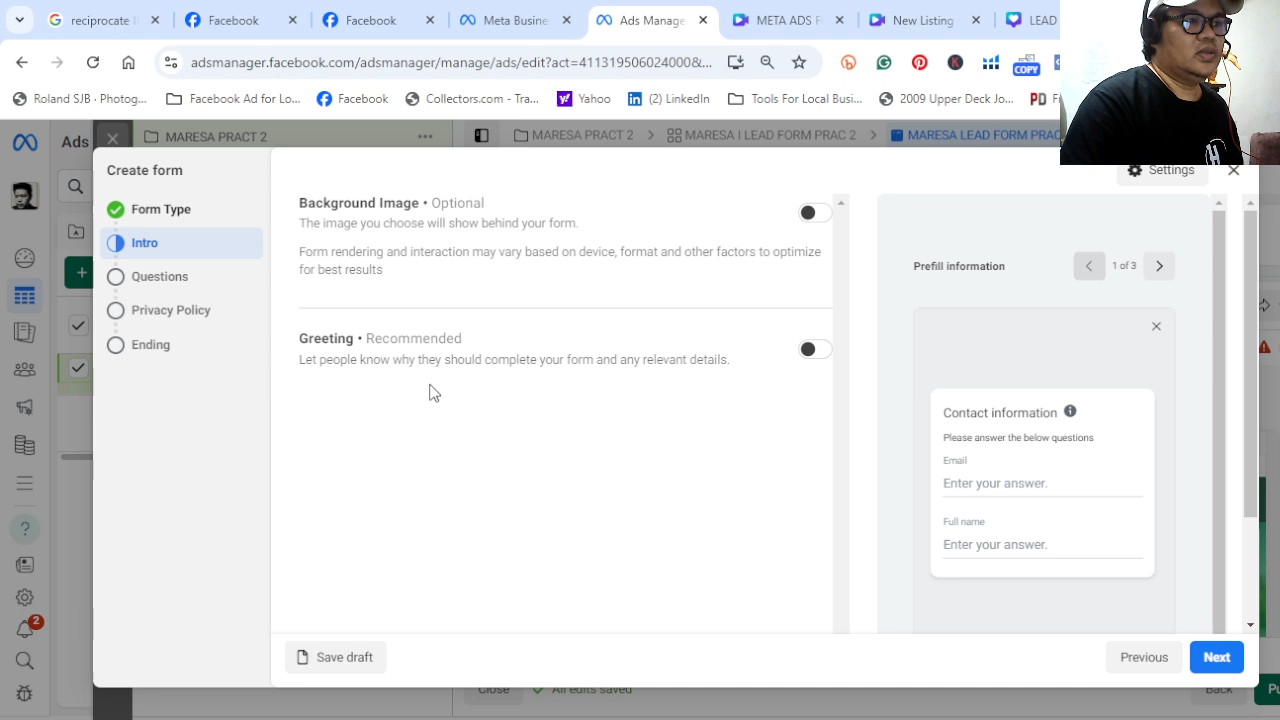 reciprocate
Facebook
Facebook
Meta Busine
Ads Manage
META ADS F
New Listing
LEAD
adsmanager.facebook.com/adsmanager/manage/ads/edit?act=4113195060240000&...
COPY
Roland SJB · Photog...
Facebook Ad for Lo...
Facebook
Collectors.com - Tra...
Yahoo
(2) LinkedIn
Tools For Local Busi...
2009 Upper Deck Jo...
PD
Ads
MARESA PRACT 2
MARESA PRACT 2
MARESA I LEAD FORM PRAC 2
MARESA LEAD FORM PRAC
Create form
Settings
Form Type
Intro
Questions
Privacy Policy
Ending
Background Image • Optional
The image you choose will show behind your form.
Form rendering and interaction may vary based on device, format and other factors to optimize
for best results
Greeting • Recommended
Let people know why they should complete your form and any relevant details.
Prefill information
1 of 3
Contact information
Please answer the below questions
Email
Enter your answer.
Full name
Enter your answer.
Save draft
Previous
Next
2
Close
All edits saved
Back
Pu